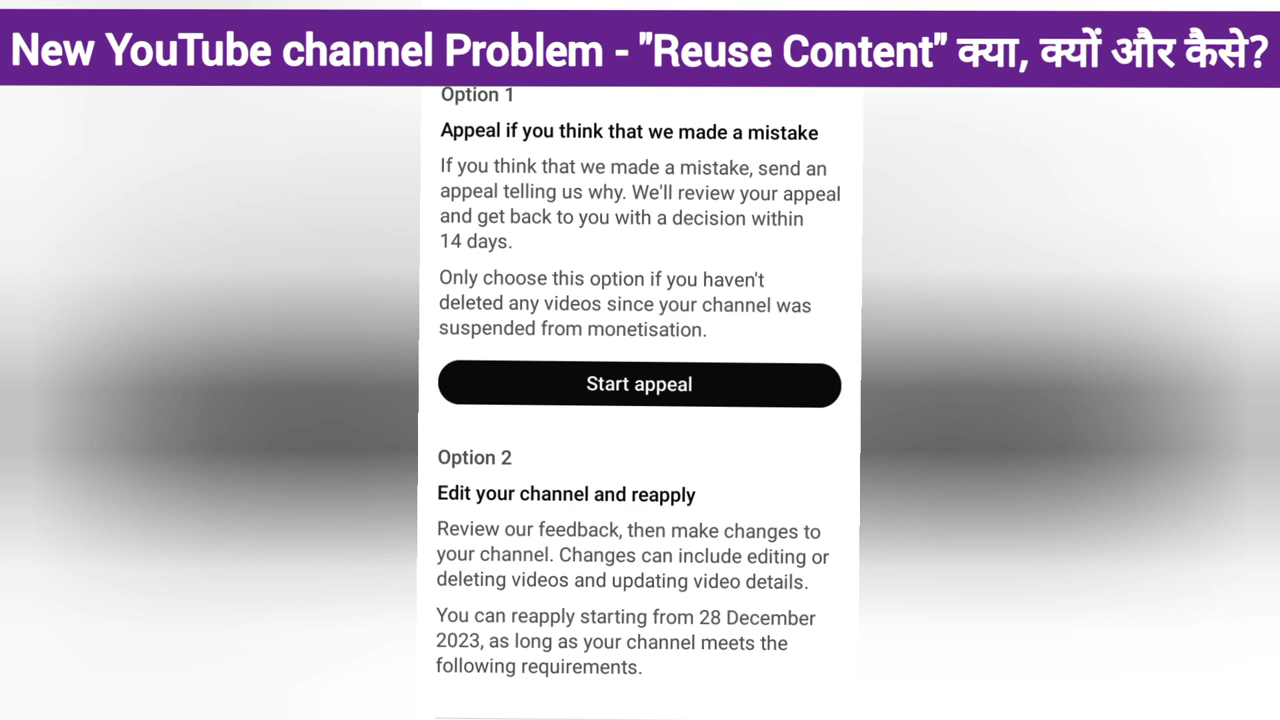 New YouTube channel Problem - "Reuse Content" क्या, क्यों और कैसे?
Option 1
Appeal if you think that we made a mistake
If you think that we made a mistake, send an
appeal telling us why. We'll review your appeal
and get back to you with a decision within
14 days.
Only choose this option if you haven't
deleted any videos since your channel was
suspended from monetisation.
Start appeal
Option 2
Edit your channel and reapply
Review our feedback, then make changes to
your channel. Changes can include editing or
deleting videos and updating video details.
You can reapply starting from 28 December
2023, as long as your channel meets the
following requirements.